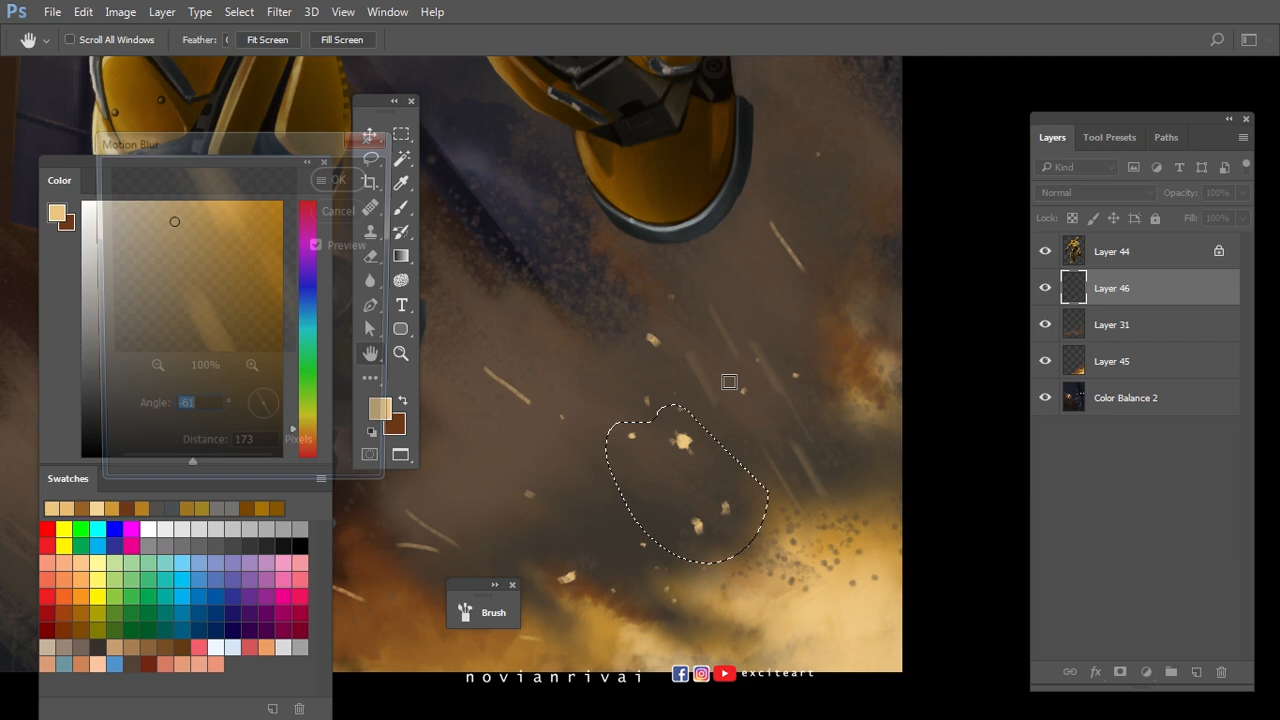 Ps File Edit Image Layer Type Select Filter 3D View Window Help
Scroll All Windows Feather: Fit Screen Fill Screen
Motion Blur
Color
OK
Cancel
Preview
100%
Angle: -61 °
Distance: 173 Pixels
Swatches
Brush
Layers Tool Presets Paths
Kind
Normal Opacity: 100%
Lock: Fill: 100%
Layer 44
Layer 46
Layer 31
Layer 45
Color Balance 2
novianrivai exciteart